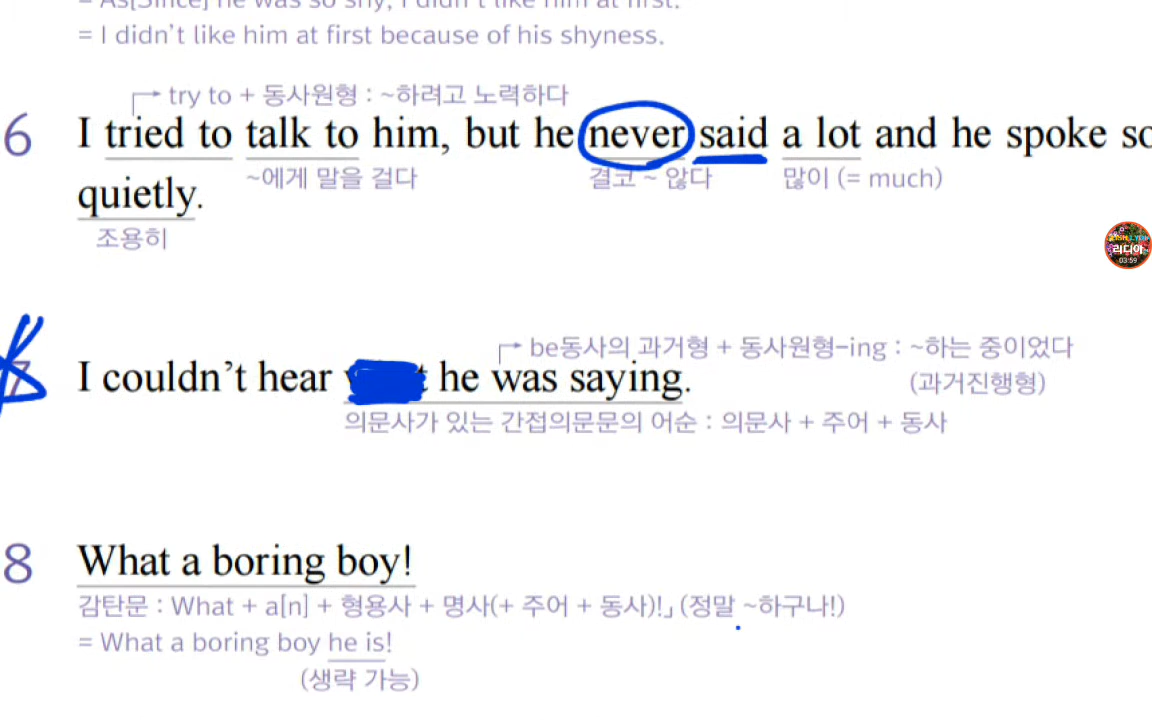 = I didn't like him at first because of his shyness.
try to + 동사원형 : ~하려고 노력하다
6 I tried to talk to him, but he never said a lot and he spoke so
~에게 말을 걸다 결코 ~ 않다 많이 (= much)
quietly.
조용히
리디아
03:59
be동사의 과거형 + 동사원형-ing : ~하는 중이었다
7 I couldn't hear he was saying.
(과거진행형)
의문사가 있는 간접의문문의 어순 : 의문사 + 주어 + 동사
8 What a boring boy!
감탄문 : What + a[n] + 형용사 + 명사(+ 주어 + 동사)!」 (정말 ~하구나!)
= What a boring boy he is!
(생략 가능)